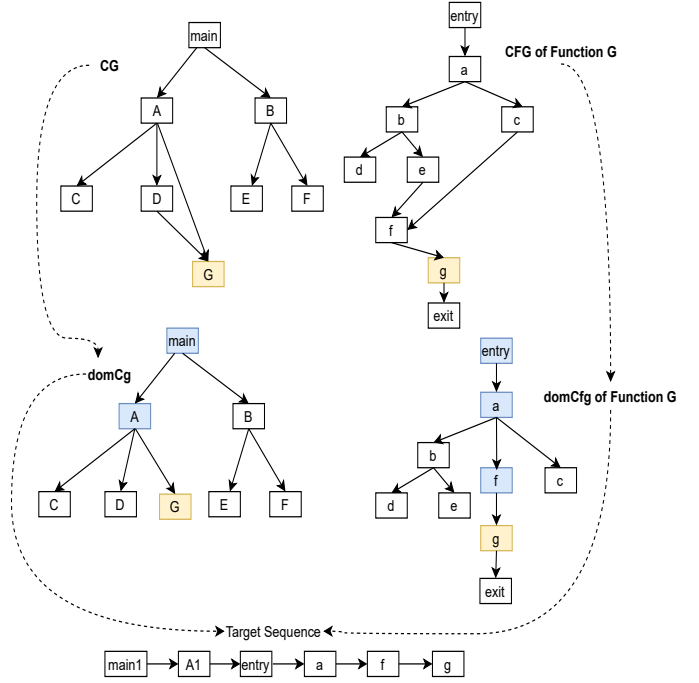 main
CG
A
B
C
D
E
F
G
entry
CFG of Function G
a
b
c
d
e
f
g
exit
main
domCg
A
B
C
D
G
E
F
entry
domCfg of Function G
a
b
f
c
d
e
g
exit
Target Sequence
main1
A1
entry
a
f
g